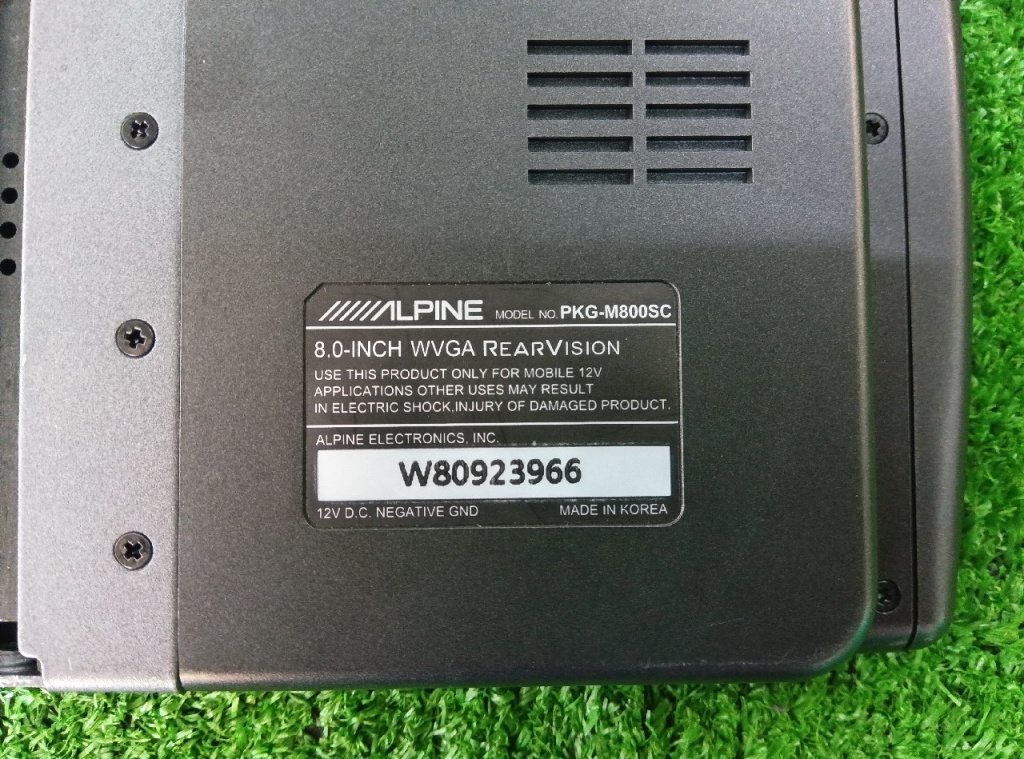 ALPINE MODEL NO. PKG-M800SC
8.0-INCH WVGA REARVISION
USE THIS PRODUCT ONLY FOR MOBILE 12V
APPLICATIONS OTHER USES MAY RESULT
IN ELECTRIC SHOCK,INJURY OF DAMAGED PRODUCT.
ALPINE ELECTRONICS, INC.
W80923966
12V D.C. NEGATIVE GND MADE IN KOREA